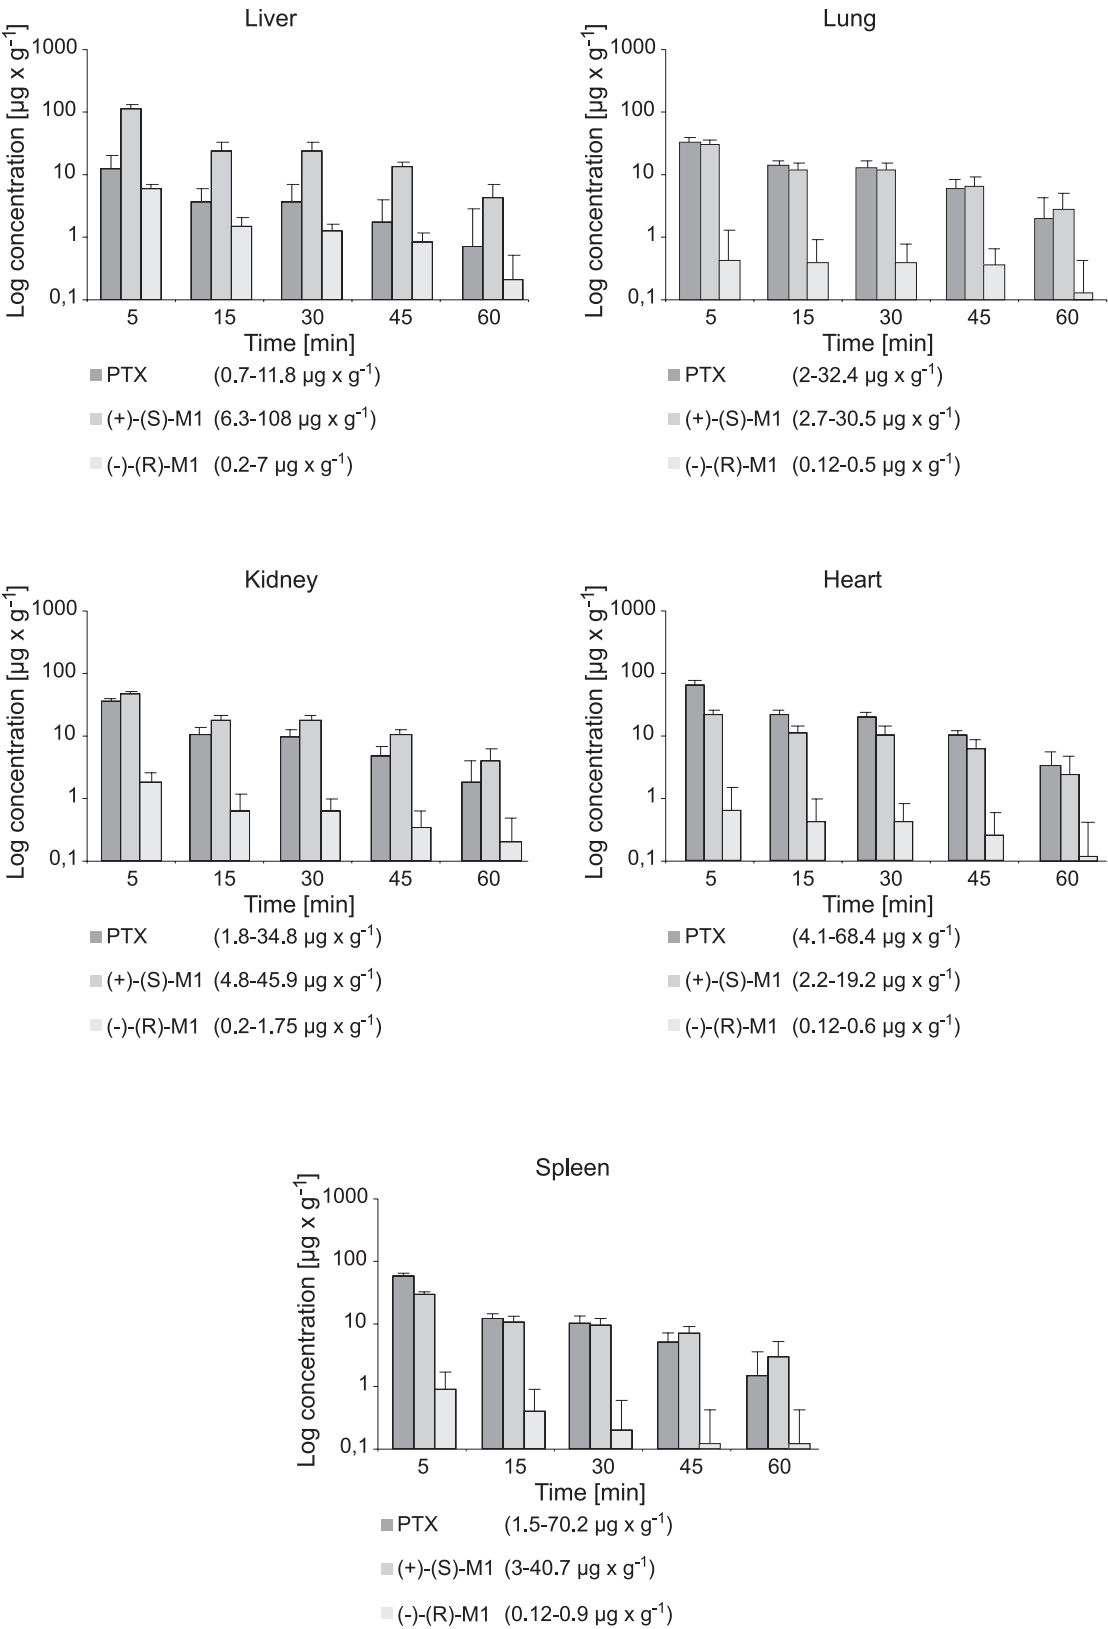 Liver
Log concentration [µg x g⁻¹]
1000
100
10
1
0,1
5 15 30 45 60
Time [min]
PTX (0.7-11.8 µg x g⁻¹)
(+)-(S)-M1 (6.3-108 µg x g⁻¹)
(-)-(R)-M1 (0.2-7 µg x g⁻¹)
Lung
Log concentration [µg x g⁻¹]
1000
100
10
1
0,1
5 15 30 45 60
Time [min]
PTX (2-32.4 µg x g⁻¹)
(+)-(S)-M1 (2.7-30.5 µg x g⁻¹)
(-)-(R)-M1 (0.12-0.5 µg x g⁻¹)
Kidney
Log concentration [µg x g⁻¹]
1000
100
10
1
0,1
5 15 30 45 60
Time [min]
PTX (1.8-34.8 µg x g⁻¹)
(+)-(S)-M1 (4.8-45.9 µg x g⁻¹)
(-)-(R)-M1 (0.2-1.75 µg x g⁻¹)
Heart
Log concentration [µg x g⁻¹]
1000
100
10
1
0,1
5 15 30 45 60
Time [min]
PTX (4.1-68.4 µg x g⁻¹)
(+)-(S)-M1 (2.2-19.2 µg x g⁻¹)
(-)-(R)-M1 (0.12-0.6 µg x g⁻¹)
Spleen
Log concentration [µg x g⁻¹]
1000
100
10
1
0,1
5 15 30 45 60
Time [min]
PTX (1.5-70.2 µg x g⁻¹)
(+)-(S)-M1 (3-40.7 µg x g⁻¹)
(-)-(R)-M1 (0.12-0.9 µg x g⁻¹)